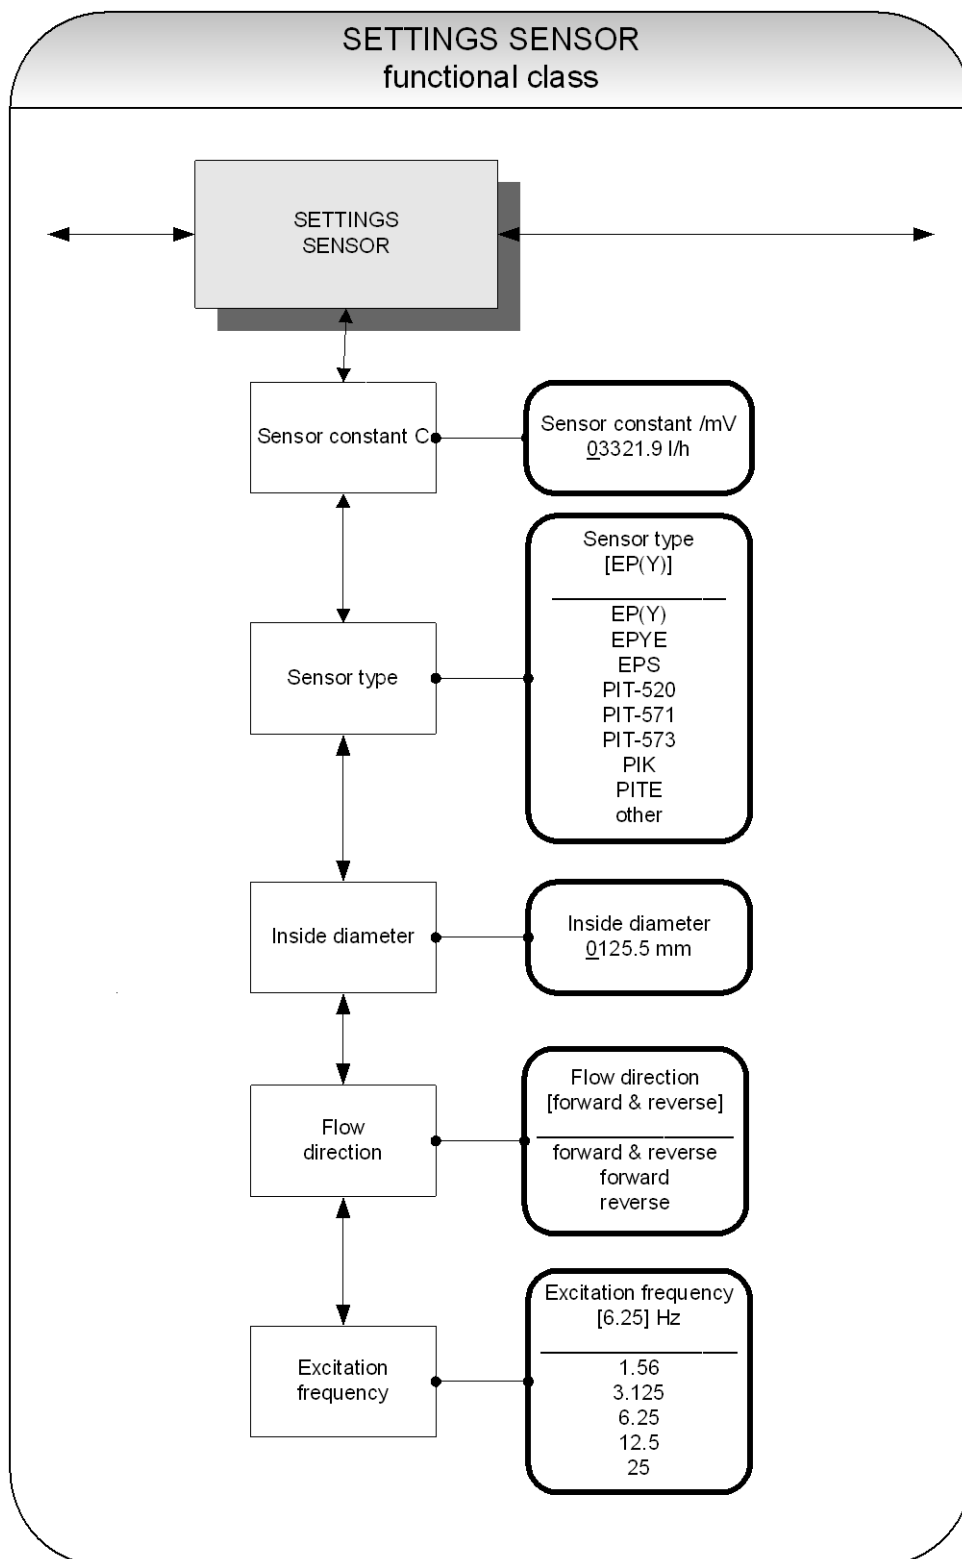 SETTINGS SENSOR
functional class
SETTINGS
SENSOR
Sensor constant C
Sensor constant /mV
03321.9 l/h
Sensor type
Sensor type
[EP(Y)]
EP(Y)
EPYE
EPS
PIT-520
PIT-571
PIT-573
PIK
PITE
other
Inside diameter
Inside diameter
0125.5 mm
Flow
direction
Flow direction
[forward & reverse]
forward & reverse
forward
reverse
Excitation
frequency
Excitation frequency
[6.25] Hz
1.56
3.125
6.25
12.5
25